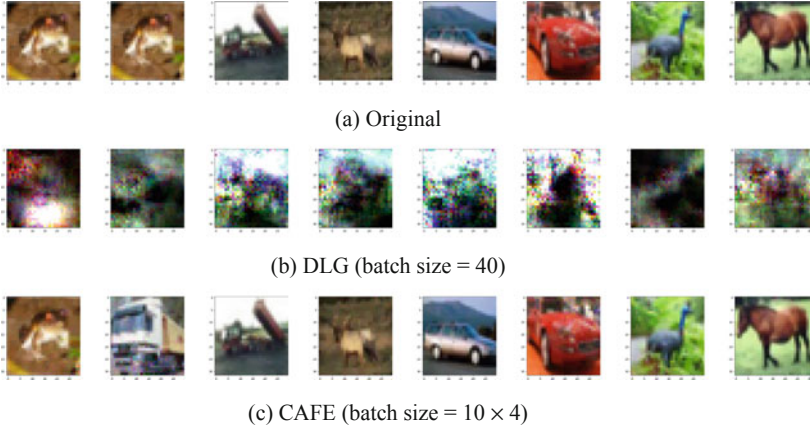 (a) Original
(b) DLG (batch size = 40)
(c) CAFE (batch size = 10 × 4)